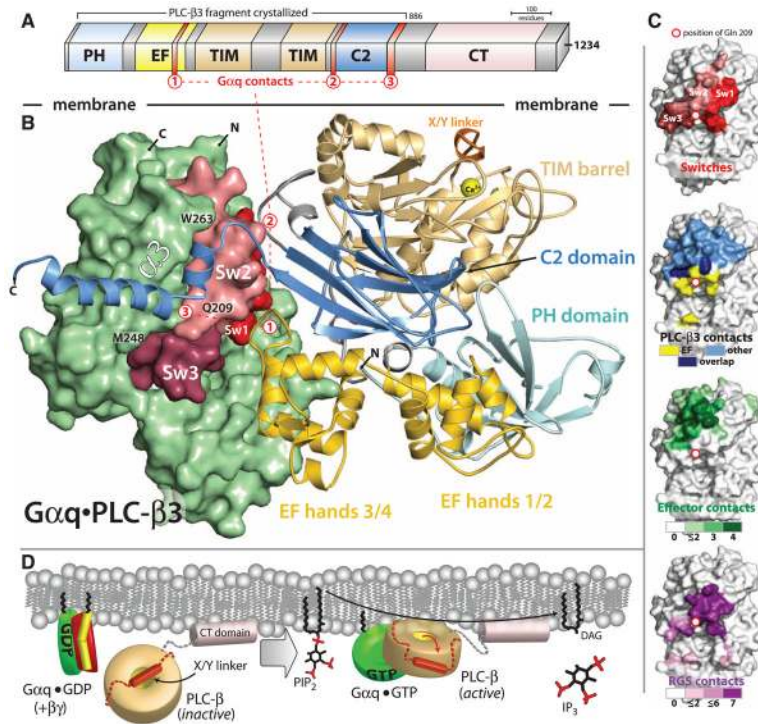 A
PLC-β3 fragment crystallized
886
100
residues
PH
EF
TIM
TIM
C2
CT
1234
1
Gαq contacts
2
3
membrane
membrane
B
C
N
X/Y linker
TIM barrel
Ca²⁺
W263
α3
2
Sw2
C2 domain
C
3
Q209
Sw1
1
PH domain
M248
Sw3
N
Gαq•PLC-β3
EF hands 3/4
EF hands 1/2
C
position of Gln 209
Sw2
Sw1
Sw3
Switches
PLC-β3 contacts
EF
other
overlap
Effector contacts
0 ≤2 3 4
RGS contacts
0 ≤2 ≤6 7
D
GDP
CT domain
X/Y linker
Gαq•GDP
(+βγ)
PLC-β
(inactive)
PIP₂
GTP
Gαq•GTP
PLC-β
(active)
DAG
IP₃